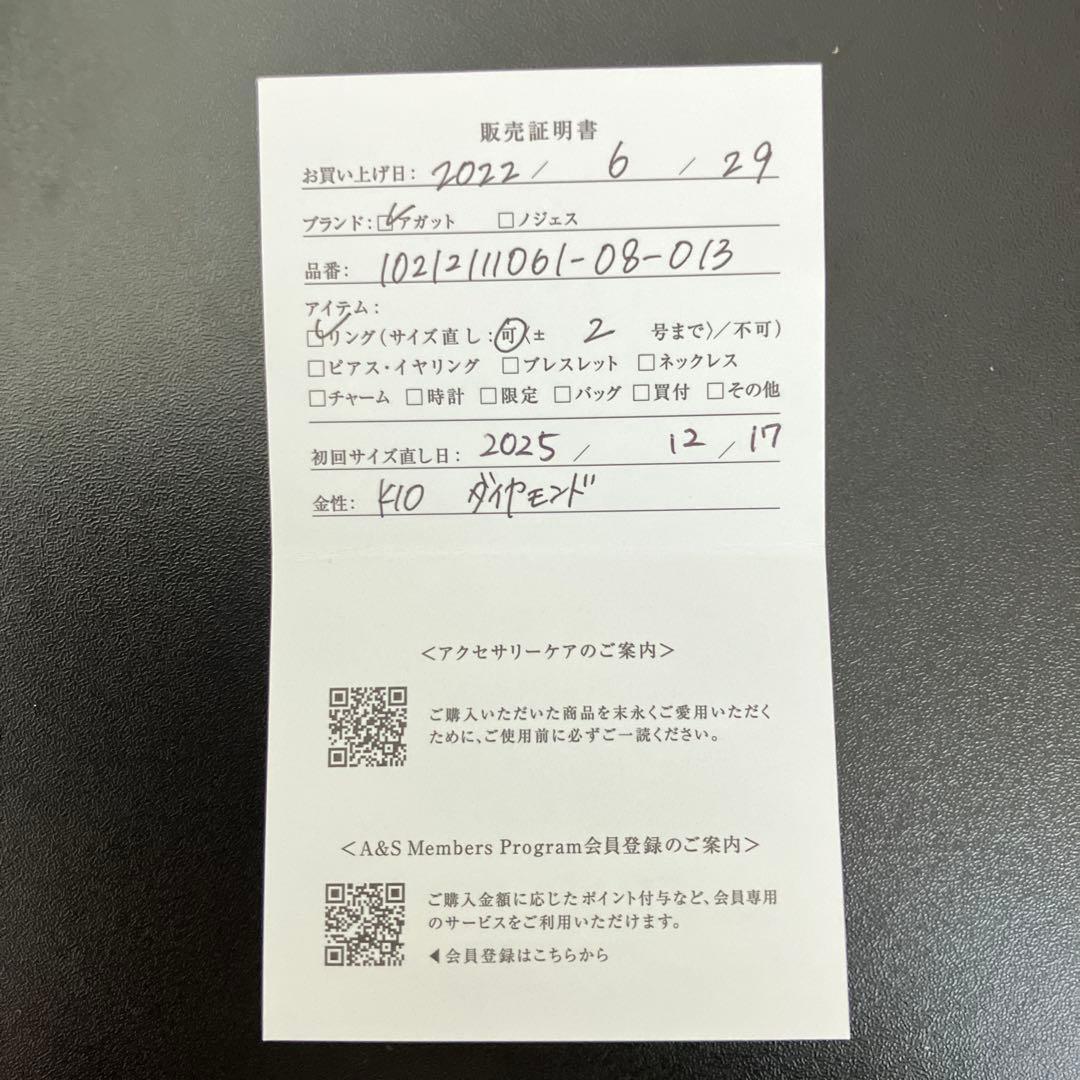 販売証明書
お買い上げ日: 2022 / 6 / 29
ブランド: ☑アガット □ノジェス
品番: 10212111061-08-013
アイテム:
☑リング(サイズ直し:可〈± 2 号まで〉/不可)
□ピアス・イヤリング □ブレスレット □ネックレス
□チャーム □時計 □限定 □バッグ □買付 □その他
初回サイズ直し日: 2025 / 12 / 17
金性: K10 ダイヤモンド
<アクセサリーケアのご案内>
ご購入いただいた商品を末永くご愛用いただく
ために、ご使用前に必ずご一読ください。
<A&S Members Program会員登録のご案内>
ご購入金額に応じたポイント付与など、会員専用
のサービスをご利用いただけます。
◀会員登録はこちらから